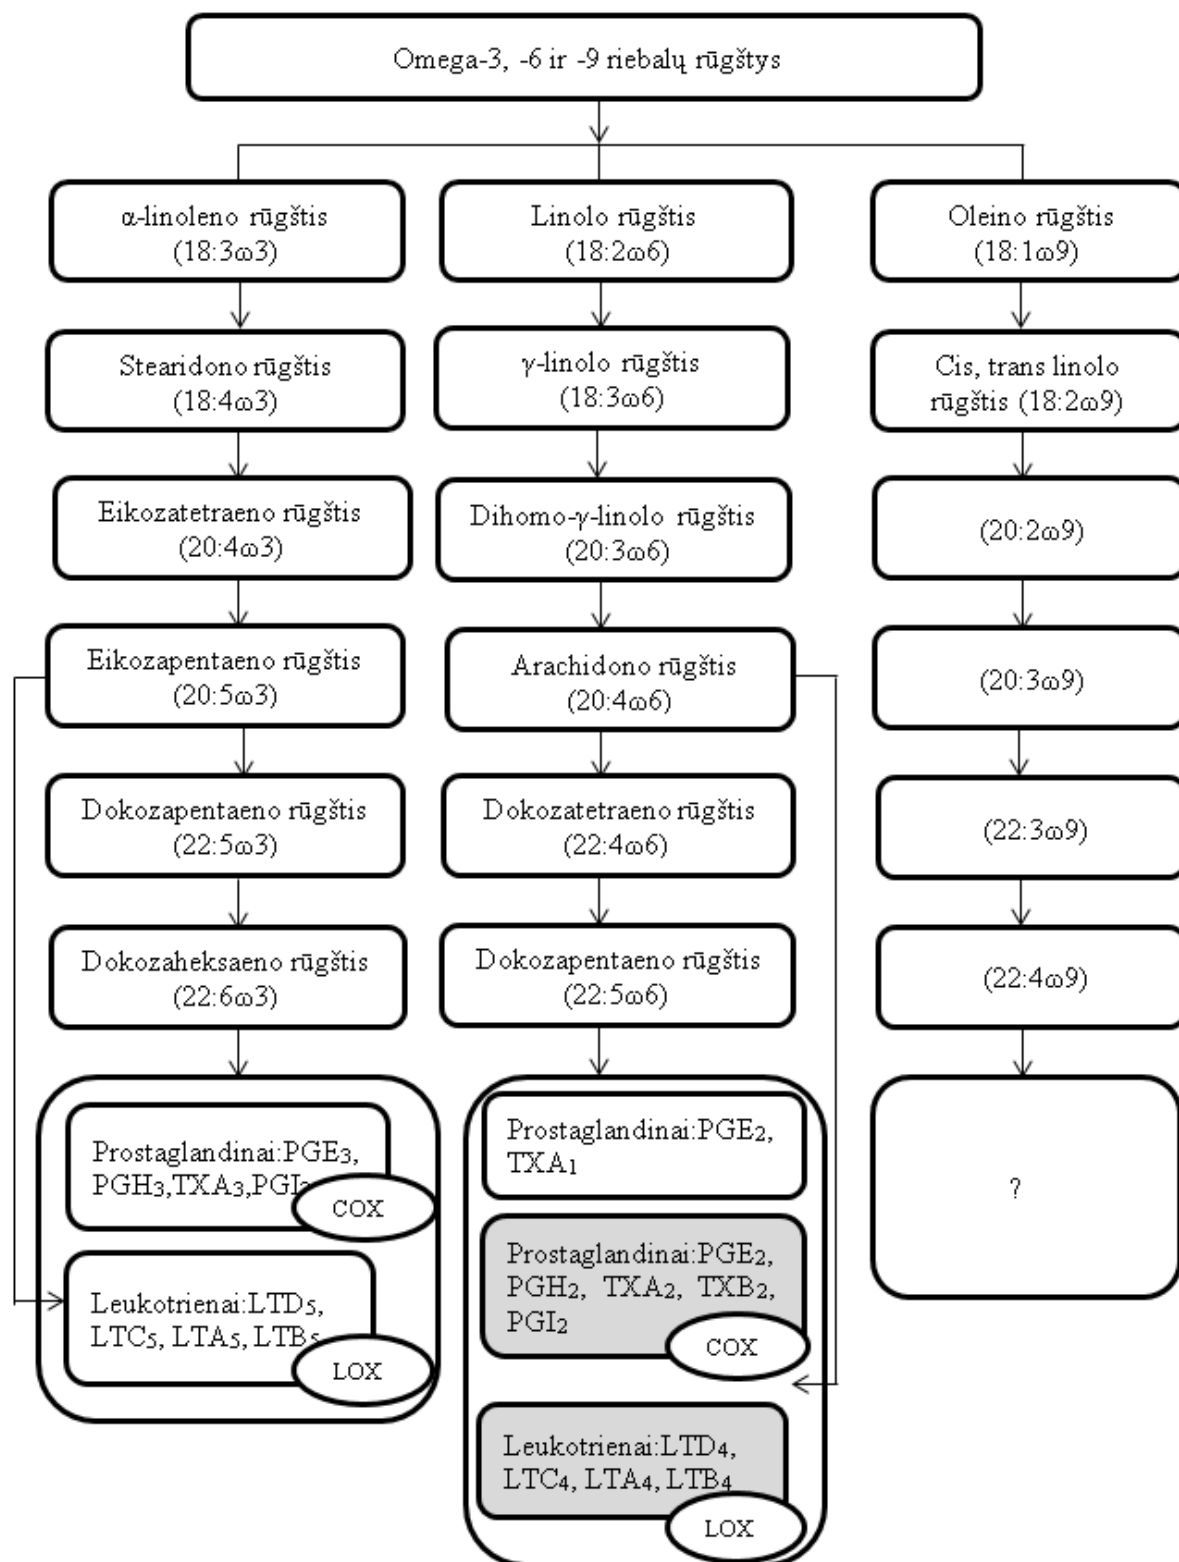 Omega-3, -6 ir -9 riebalų rūgštys
α-linoleno rūgštis
(18:3ω3)
Linolo rūgštis
(18:2ω6)
Oleino rūgštis
(18:1ω9)
Stearidono rūgštis
(18:4ω3)
γ-linolo rūgštis
(18:3ω6)
Cis, trans linolo
rūgštis (18:2ω9)
Eikozatetraeno rūgštis
(20:4ω3)
Dihomo-γ-linolo rūgštis
(20:3ω6)
(20:2ω9)
Eikozapentaeno rūgštis
(20:5ω3)
Arachidono rūgštis
(20:4ω6)
(20:3ω9)
Dokozapentaeno rūgštis
(22:5ω3)
Dokozatetraeno rūgštis
(22:4ω6)
(22:3ω9)
Dokozaheksaeno rūgštis
(22:6ω3)
Dokozapentaeno rūgštis
(22:5ω6)
(22:4ω9)
Prostaglandinai:PGE₃,
PGH₃,TXA₃,
COX
Leukotrienai:LTD₅,
LTC₅, LTA₅, LTB₅
LOX
Prostaglandinai:PGE₂,
TXA₁
Prostaglandinai:PGE₂,
PGH₂, TXA₂, TXB₂,
PGI₂
COX
Leukotrienai:LTD₄,
LTC₄, LTA₄, LTB₄
LOX
?